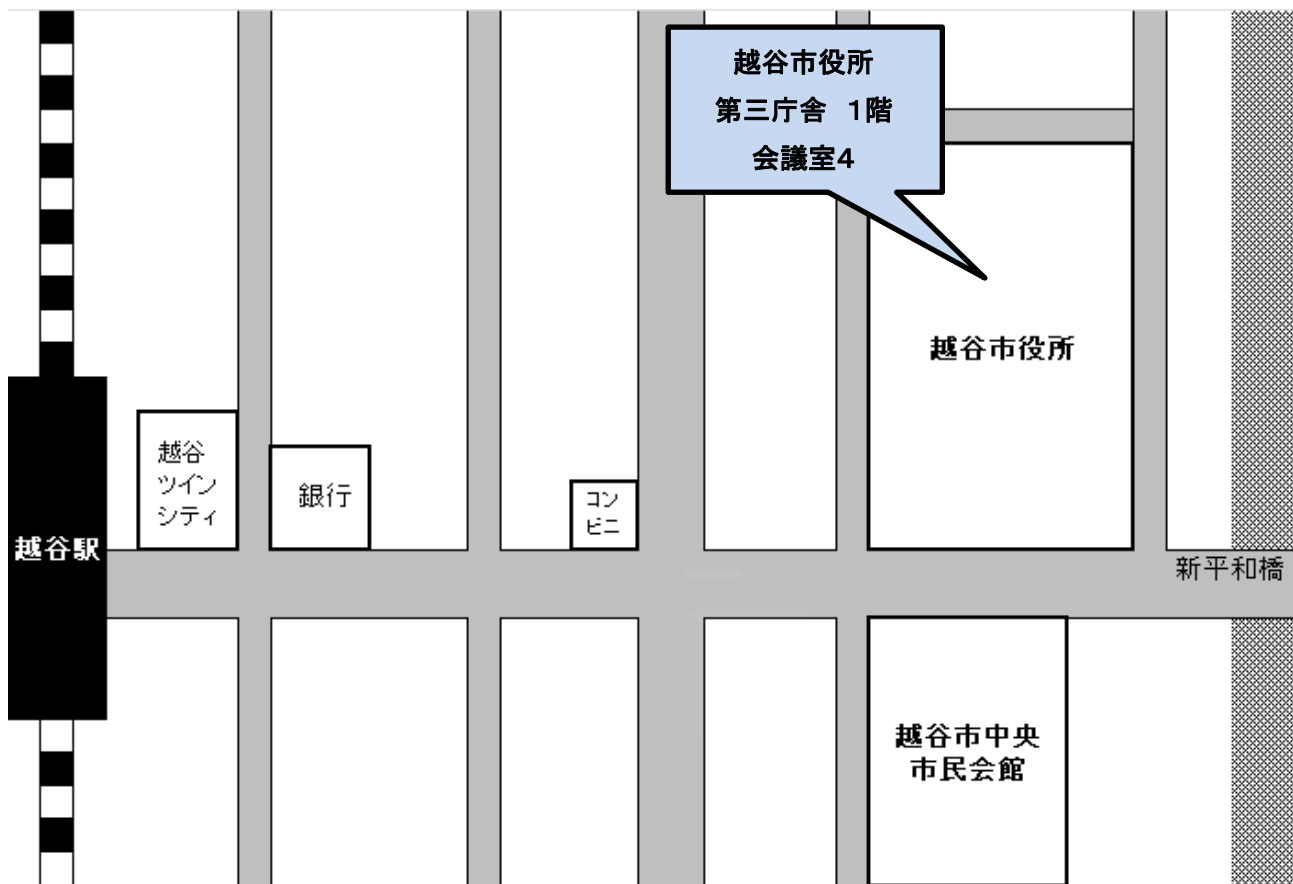 越谷市役所
第三庁舎　1階
会議室4
越谷市役所
越谷
ツイン
シティ
銀行
コン
ビニ
越谷駅
新平和橋
越谷市中央
市民会館